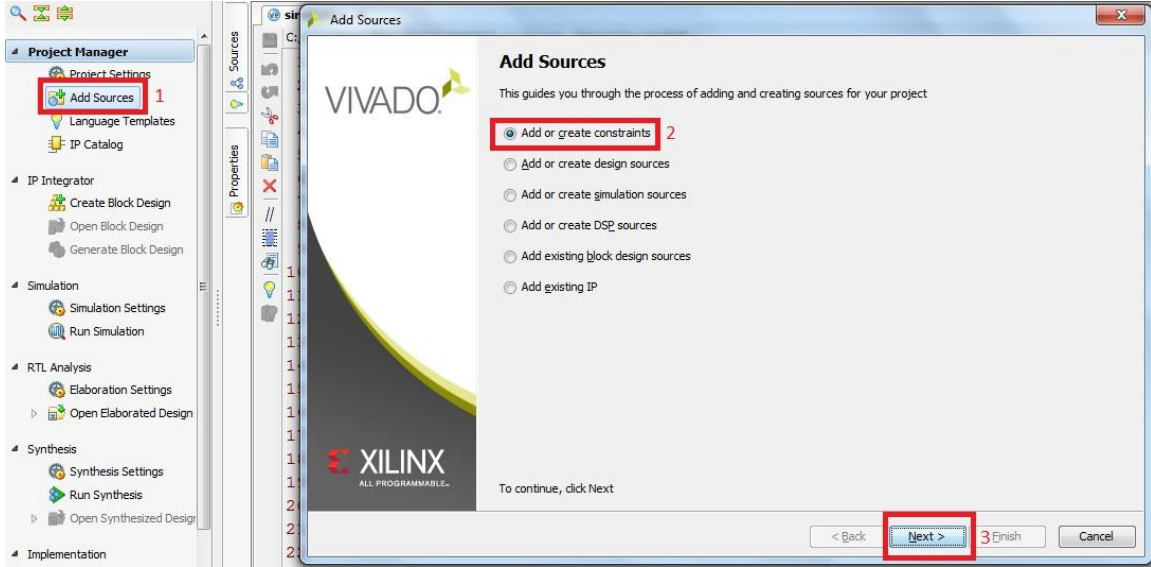 Project Manager
Project Settings
Add Sources 1
Language Templates
IP Catalog
IP Integrator
Create Block Design
Open Block Design
Generate Block Design
Simulation
Simulation Settings
Run Simulation
RTL Analysis
Elaboration Settings
Open Elaborated Design
Synthesis
Synthesis Settings
Run Synthesis
Open Synthesized Desig
Implementation
Sources
Properties
sin
C:
Add Sources
VIVADO.
XILINX
ALL PROGRAMMABLE.
Add Sources
This guides you through the process of adding and creating sources for your project
Add or create constraints 2
Add or create design sources
Add or create simulation sources
Add or create DSP sources
Add existing block design sources
Add existing IP
To continue, click Next
< Back
Next > 3
Finish
Cancel